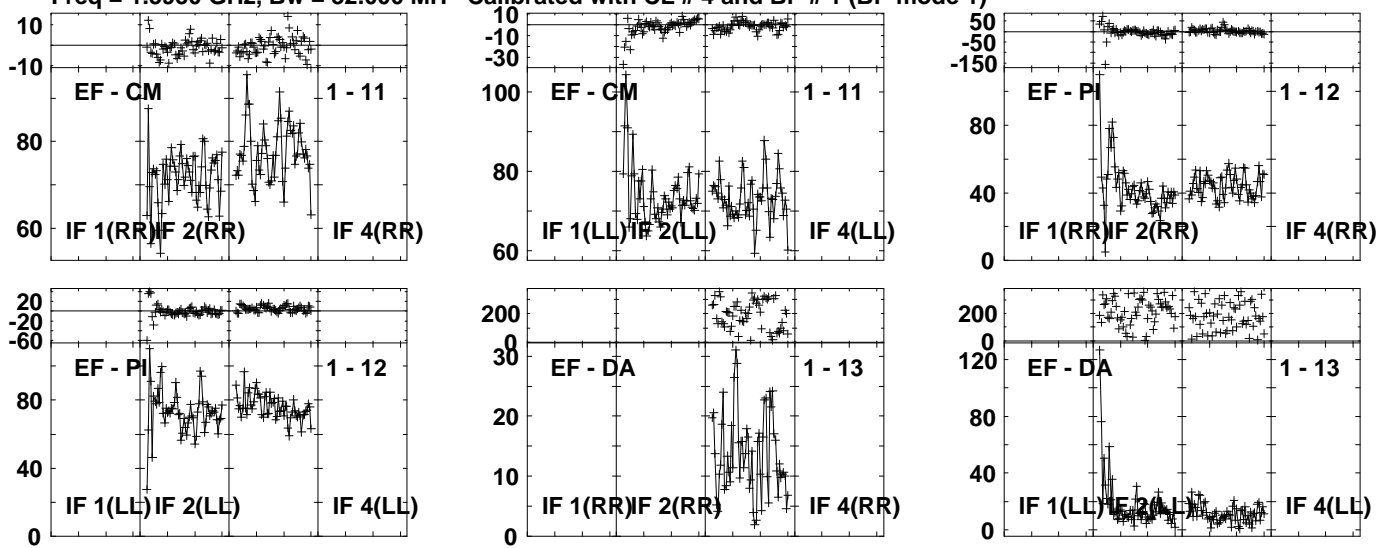 Freq = GHz, Bw = 32.000 MH Calibrated with CL # 4 and BP # 1 (BP mode 1)
10
-10
EF - CM 1 - 11
80
60
IF 1(RR) IF 2(RR) IF 4(RR)
10
-10
-30
EF - CM 1 - 11
100
80
60
IF 1(LL) IF 2(LL) IF 4(LL)
50
-50
-150
EF - PI 1 - 12
80
40
0
IF 1(RR) IF 2(RR) IF 4(RR)
20
-20
-60
EF - PI 1 - 12
80
40
0
IF 1(LL) IF 2(LL) IF 4(LL)
200
0
EF - DA 1 - 13
30
20
10
0
IF 1(RR) IF 2(RR) IF 4(RR)
200
0
EF - DA 1 - 13
120
80
40
0
IF 1(LL) IF 2(LL) IF 4(LL)